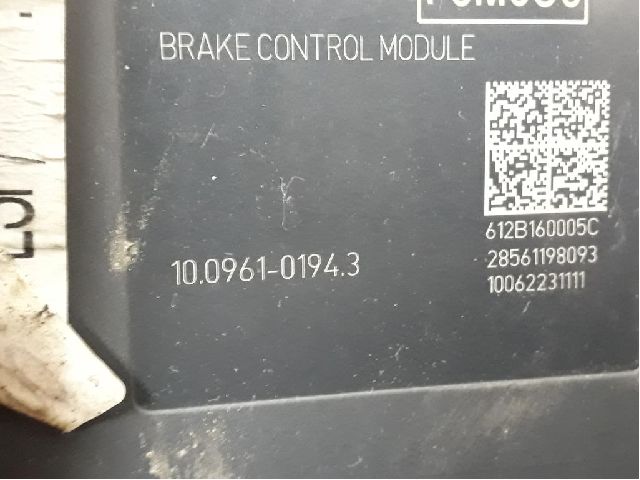 BRAKE CONTROL MODULE
612B160005C
28561198093
10062231111
10.0961-0194.3